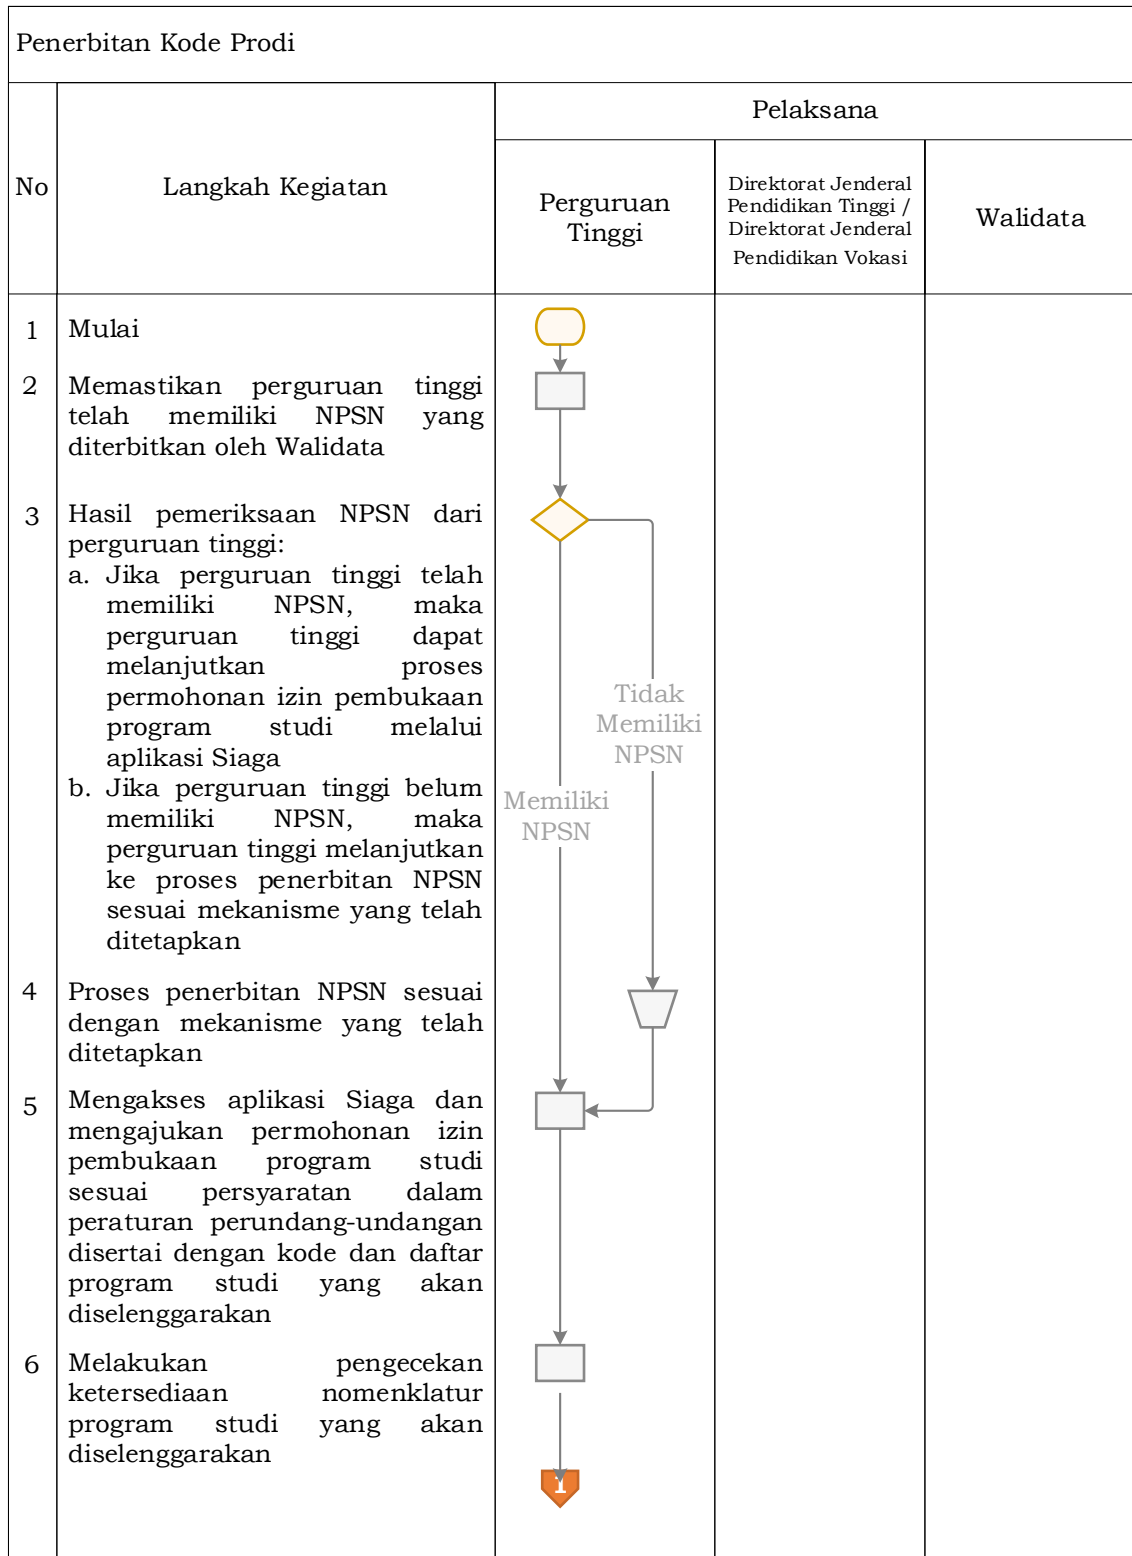 Penerbitan Kode Prodi
No
Langkah Kegiatan
Pelaksana
Perguruan
Tinggi
Direktorat Jenderal
Pendidikan Tinggi /
Direktorat Jenderal
Pendidikan Vokasi
Walidata
1
Mulai
2
Memastikan perguruan tinggi
telah memiliki NPSN yang
diterbitkan oleh Walidata
3
Hasil pemeriksaan NPSN dari
perguruan tinggi:
a. Jika perguruan tinggi telah
memiliki NPSN, maka
perguruan tinggi dapat
melanjutkan proses
permohonan izin pembukaan
program studi melalui
aplikasi Siaga
b. Jika perguruan tinggi belum
memiliki NPSN, maka
perguruan tinggi melanjutkan
ke proses penerbitan NPSN
sesuai mekanisme yang telah
ditetapkan
Tidak
Memiliki
NPSN
Memiliki
NPSN
4
Proses penerbitan NPSN sesuai
dengan mekanisme yang telah
ditetapkan
5
Mengakses aplikasi Siaga dan
mengajukan permohonan izin
pembukaan program studi
sesuai persyaratan dalam
peraturan perundang-undangan
disertai dengan kode dan daftar
program studi yang akan
diselenggarakan
6
Melakukan pengecekan
ketersediaan nomenklatur
program studi yang akan
diselenggarakan
1